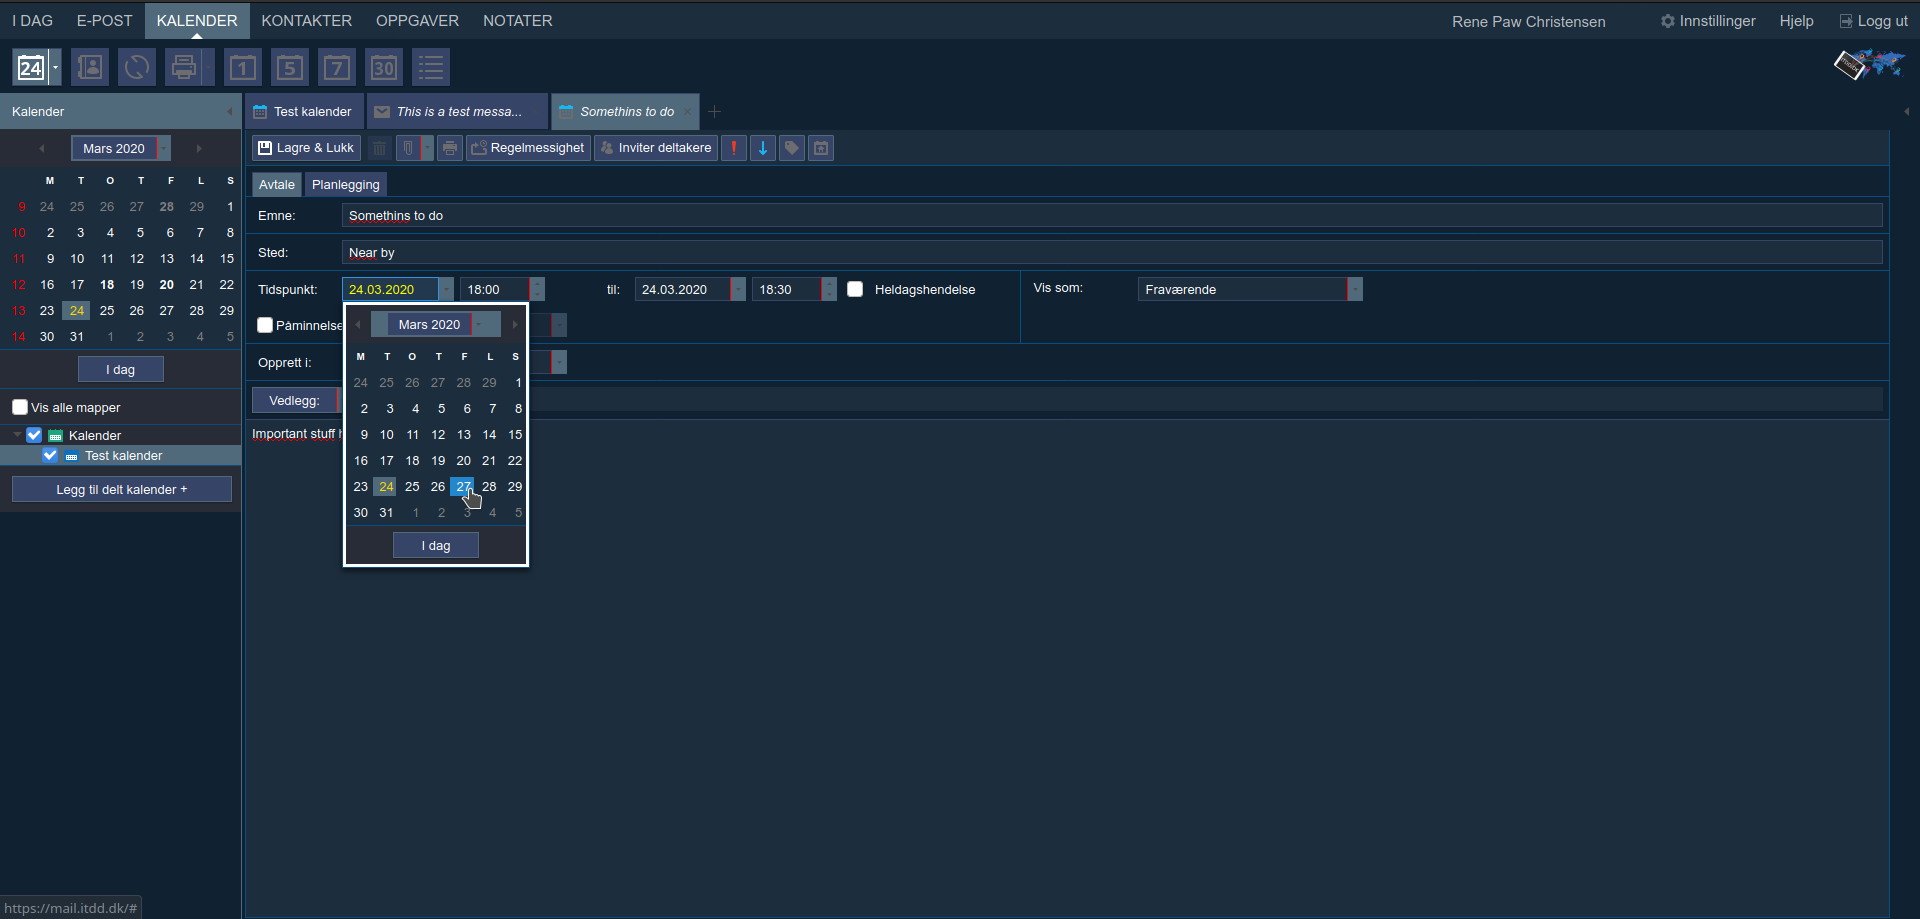 I DAG E-POST KALENDER KONTAKTER OPPGAVER NOTATER Rene Paw Christensen Innstillinger Hjelp Logg ut
24 1 5 7 30
Kalender Test kalender This is a test messa... Somethins to do
Mars 2020 Lagre & Lukk Regelmessighet Inviter deltakere
M T O T F L S
Avtale Planlegging
9 24 25 26 27 28 29 1
Emne: Somethins to do
10 2 3 4 5 6 7 8
Sted: Near by
11 9 10 11 12 13 14 15
12 16 17 18 19 20 21 22
Tidspunkt: 24.03.2020 18:00 til: 24.03.2020 18:30 Heldagshendelse Vis som: Fraværende
13 23 24 25 26 27 28 29
Påminnelse Mars 2020
14 30 31 1 2 3 4 5
M T O T F L S
Opprett i:
I dag
24 25 26 27 28 29 1
Vedlegg:
Vis alle mapper 2 3 4 5 6 7 8
Kalender Important stuff 9 10 11 12 13 14 15
Test kalender 16 17 18 19 20 21 22
Legg til delt kalender + 23 24 25 26 27 28 29
30 31 1 2 3 4 5
I dag
https://mail.itdd.dk/#